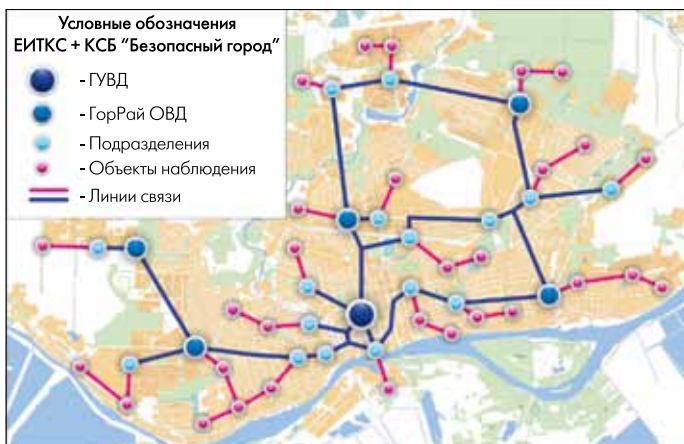 Условные обозначения
ЕИТКС + КСБ "Безопасный город"
- ГУВД
- ГорРай ОВД
- Подразделения
- Объекты наблюдения
- Линии связи